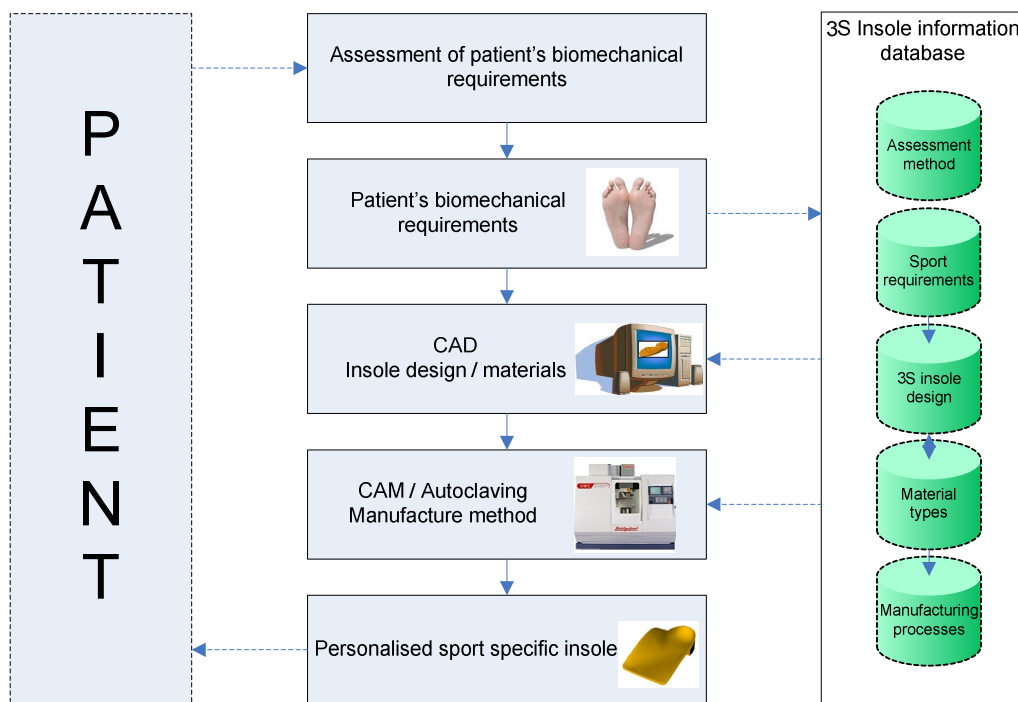 PATIENT
Assessment of patient's biomechanical
requirements
Patient's biomechanical
requirements
CAD
Insole design / materials
CAM / Autoclaving
Manufacture method
Personalised sport specific insole
3S Insole information
database
Assessment
method
Sport
requirements
3S insole
design
Material
types
Manufacturing
processes